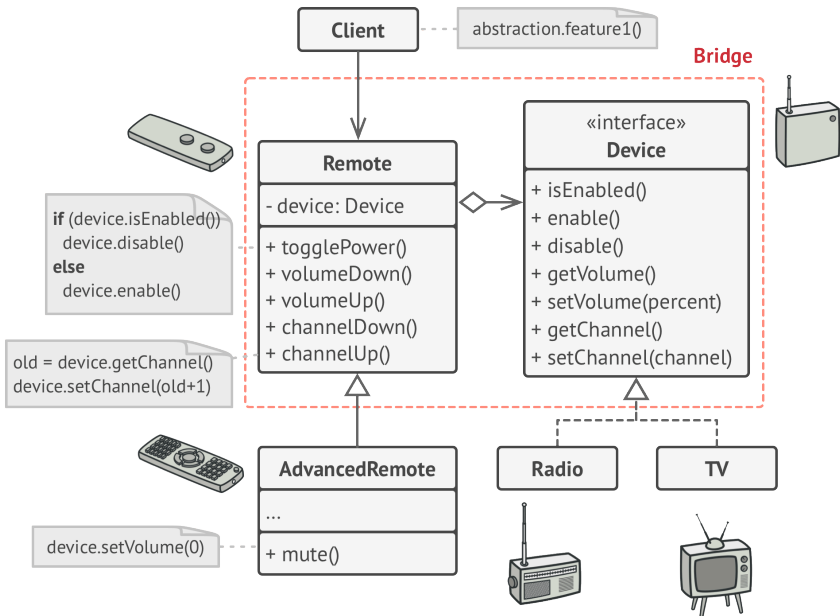 Client
abstraction.feature1()
Bridge
Remote
- device: Device
+ togglePower()
+ volumeDown()
+ volumeUp()
+ channelDown()
+ channelUp()
«interface»
Device
+ isEnabled()
+ enable()
+ disable()
+ getVolume()
+ setVolume(percent)
+ getChannel()
+ setChannel(channel)
if (device.isEnabled())
device.disable()
else
device.enable()
old = device.getChannel()
device.setChannel(old+1)
AdvancedRemote
...
+ mute()
device.setVolume(0)
Radio
TV